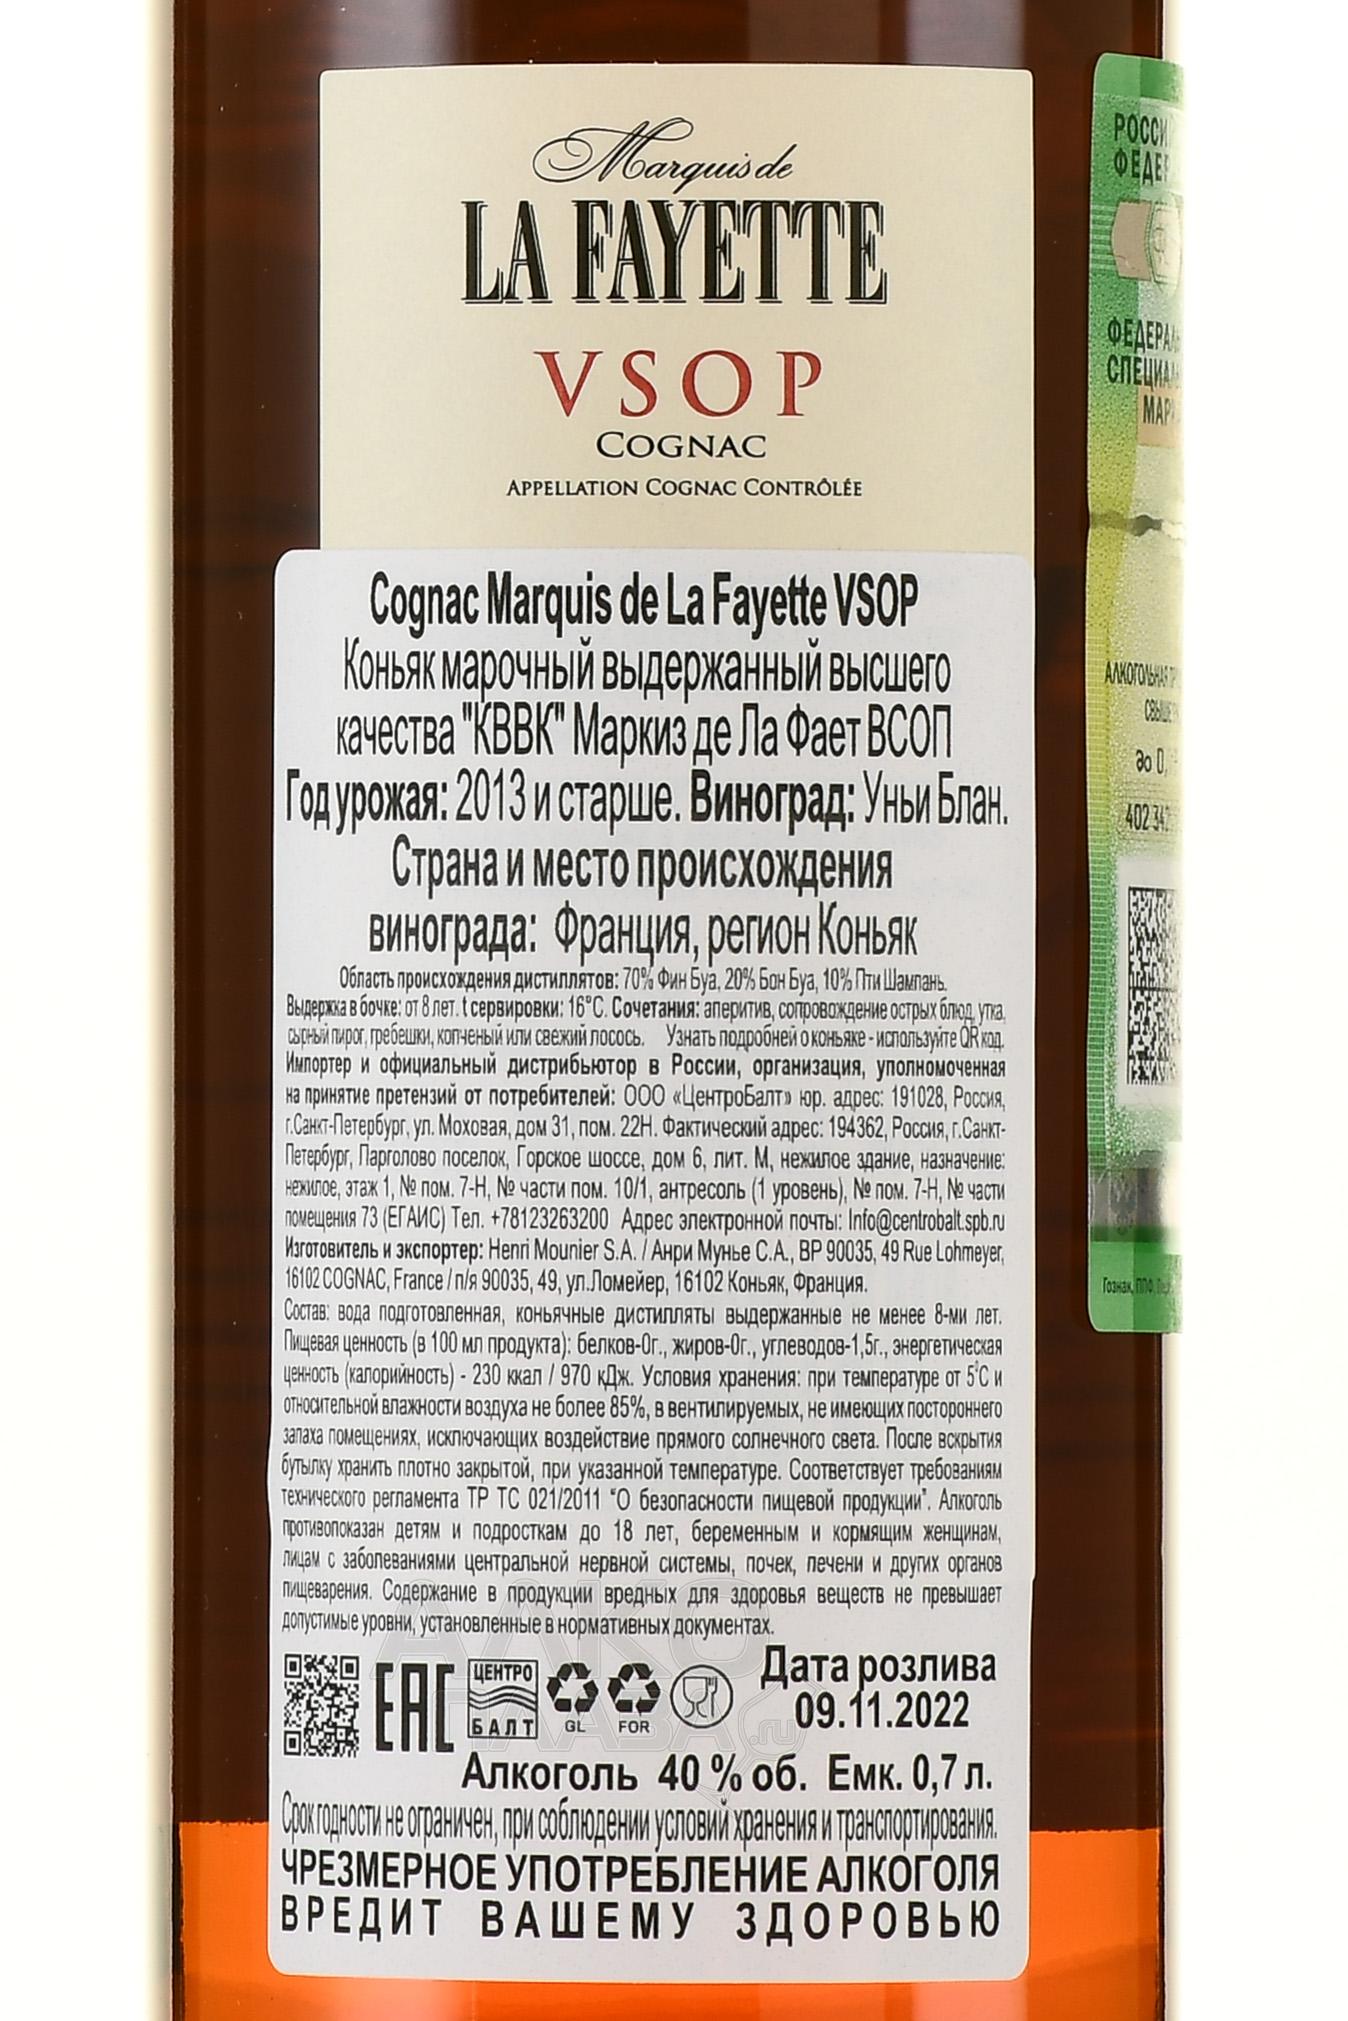 Marquis de
LA FAYETTE
VSOP
COGNAC
APPELLATION COGNAC CONTRÔLÉE
Cognac Marquis de La Fayette VSOP
Коньяк марочный выдержанный высшего
качества "КВВК" Маркиз де Ла Фает ВСОП
Год урожая: 2013 и старше. Виноград: Уньи Блан.
Страна и место происхождения
винограда: Франция, регион Коньяк
Область происхождения дистиллятов: 70% Фин Буа, 20% Бон Буа, 10% Пти Шампань.
Выдержка в бочке: от 8 лет. t сервировки: 16°C. Сочетания: аперитив, сопровождение острых блюд, утка,
сырный пирог, гребешки, копченый или свежий лосось. Узнать подробней о коньяке - используйте QR код.
Импортер и официальный дистрибьютор в России, организация, уполномоченная
на принятие претензий от потребителей: ООО «ЦентроБалт» юр. адрес: 191028, Россия,
г.Санкт-Петербург, ул. Моховая, дом 31, пом. 22Н. Фактический адрес: 194362, Россия, г.Санкт-
Петербург, Парголово поселок, Горское шоссе, дом 6, лит. М, нежилое здание, назначение:
нежилое, этаж 1, № пом. 7-Н, № части пом. 10/1, антресоль (1 уровень), № пом. 7-Н, № части
помещения 73 (ЕГАИС) Тел. +78123263200 Адрес электронной почты: Info@centrobalt.spb.ru
Изготовитель и экспортер: Henri Mounier S.A. / Анри Мунье С.А., BP 90035, 49 Rue Lohmeyer,
16102 COGNAC, France / п/я 90035, 49, ул.Ломейер, 16102 Коньяк, Франция.
Состав: вода подготовленная, коньячные дистилляты выдержанные не менее 8-ми лет.
Пищевая ценность (в 100 мл продукта): белков-0г., жиров-0г., углеводов-1,5г., энергетическая
ценность (калорийность) - 230 ккал / 970 кДж. Условия хранения: при температуре от 5°C и
относительной влажности воздуха не более 85%, в вентилируемых, не имеющих постороннего
запаха помещениях, исключающих воздействие прямого солнечного света. После вскрытия
бутылку хранить плотно закрытой, при указанной температуре. Соответствует требованиям
технического регламента ТР ТС 021/2011 "О безопасности пищевой продукции". Алкоголь
противопоказан детям и подросткам до 18 лет, беременным и кормящим женщинам,
лицам с заболеваниями центральной нервной системы, почек, печени и других органов
пищеварения. Содержание в продукции вредных для здоровья веществ не превышает
допустимые уровни, установленные в нормативных документах.
ЕАС
ЦЕНТРО
БАЛТ
GL
FOR
Дата розлива
09.11.2022
Алкоголь 40 % об. Емк. 0,7 л.
Срок годности не ограничен, при соблюдении условий хранения и транспортирования.
ЧРЕЗМЕРНОЕ УПОТРЕБЛЕНИЕ АЛКОГОЛЯ
ВРЕДИТ ВАШЕМУ ЗДОРОВЬЮ
РОССИ
ФЕДЕР
ФЕДЕРАЛЬ
СПЕЦИАЛЬ
МАР
АЛКОГОЛЬНАЯ
СВЫШЕ
до 0,
402 342
Гознак, ППФ
АЛКО
ГЛАВА.ru